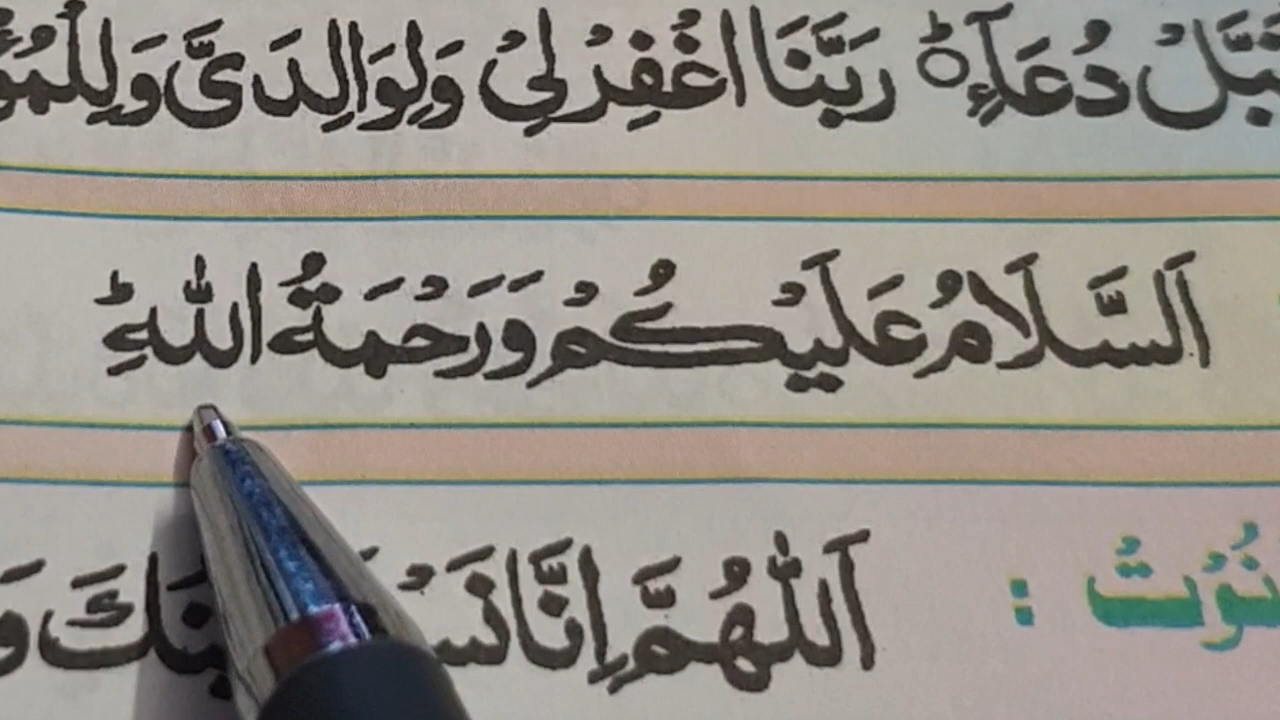 دُعَآءِ ؕ رَبَّنَا اغْفِرْ لِيْ وَلِوَالِدَىَّ
اَلسَّلَامُ عَلَيْكُمْ وَرَحْمَةُ اللّٰهِ ؕ
: اَللّٰهُمَّ اِنَّا